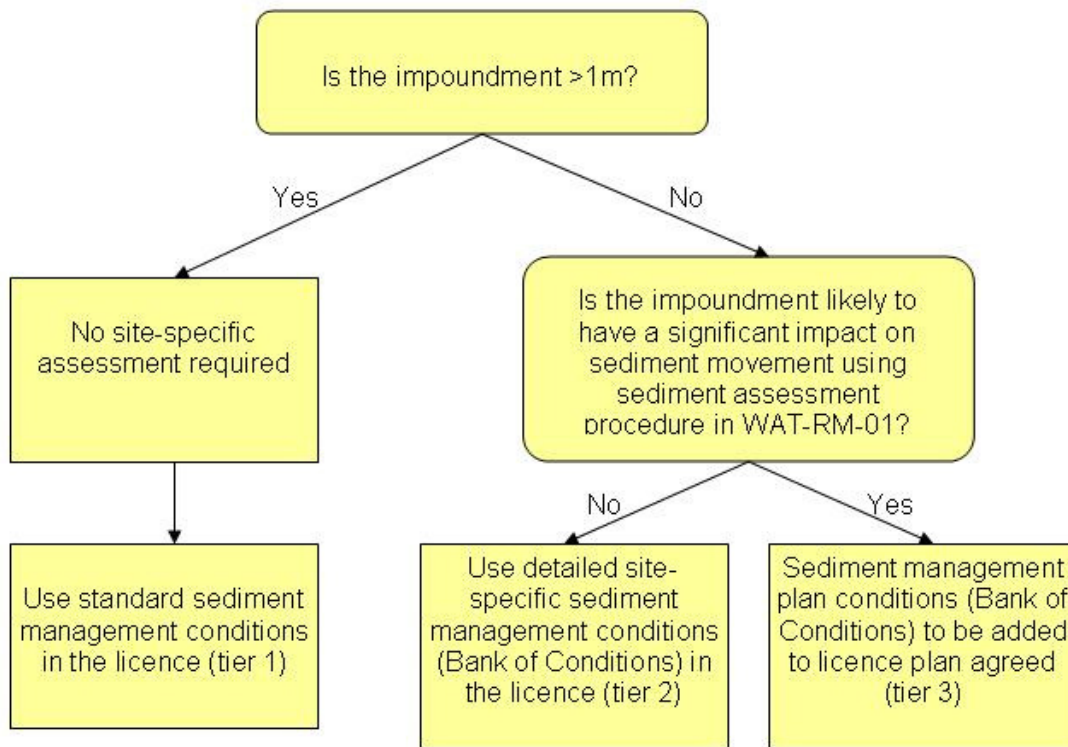 Is the impoundment >1m?
Yes
No
No site-specific
assessment required
Is the impoundment likely to
have a significant impact on
sediment movement using
sediment assessment
procedure in WAT-RM-01?
No
Yes
Use standard sediment
management conditions
in the licence (tier 1)
Use detailed site-
specific sediment
management conditions
(Bank of Conditions) in
the licence (tier 2)
Sediment management
plan conditions (Bank of
Conditions) to be added
to licence plan agreed
(tier 3)